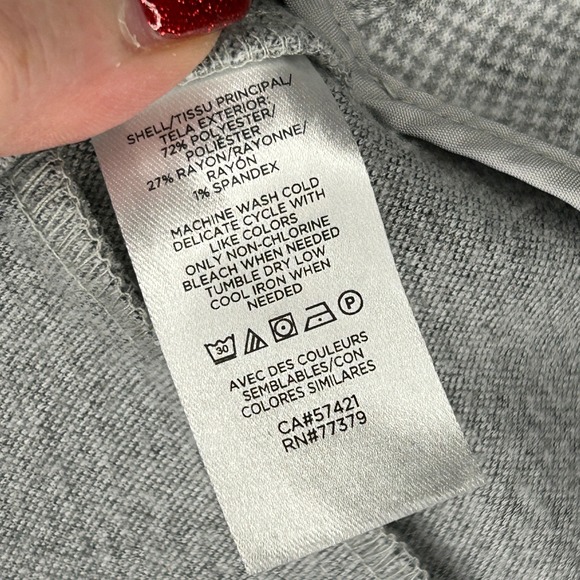 SHELL/TISSU PRINCIPAL/
TELA EXTERIOR:
72% POLYESTER/
POLIÉSTER
27% RAYON/RAYONNE/
RAYÓN
1% SPANDEX
MACHINE WASH COLD
DELICATE CYCLE WITH
LIKE COLORS
ONLY NON-CHLORINE
BLEACH WHEN NEEDED
TUMBLE DRY LOW
COOL IRON WHEN
NEEDED
30 P
AVEC DES COULEURS
SEMBLABLES/CON
COLORES SIMILARES
CA#57421
RN#77379